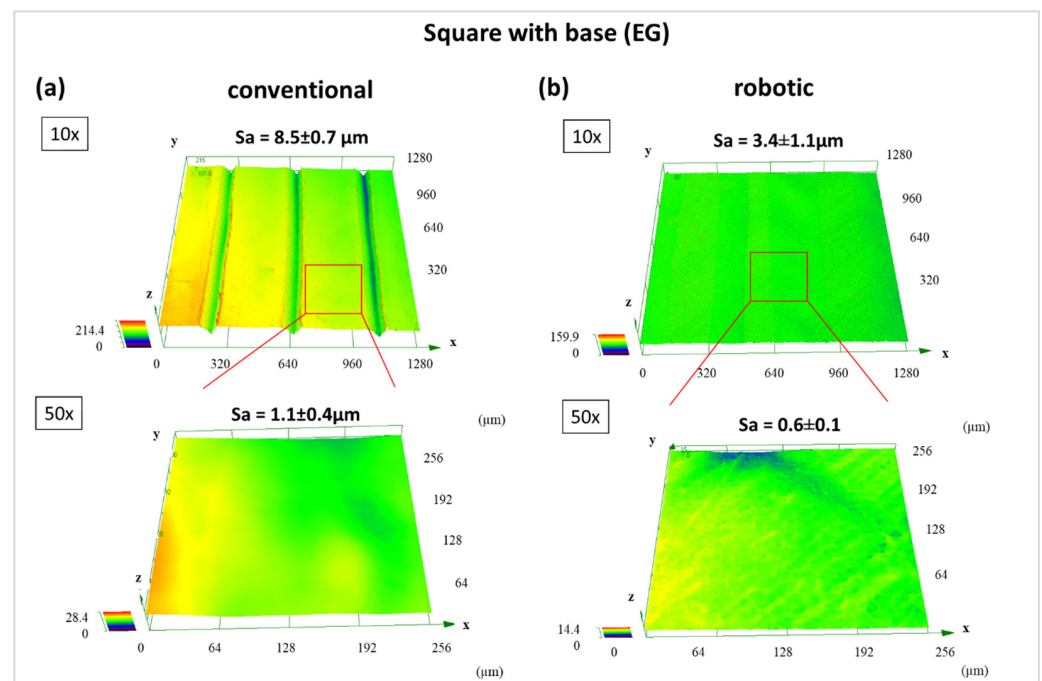 Square with base (EG)
(a)
conventional
10x
Sa = 8.5±0.7 µm
y
215
107.5
1280
960
640
320
z
214.4
0
x
0
320
640
960
1280
50x
Sa = 1.1±0.4µm
(µm)
y
256
192
128
64
z
28.4
0
x
0
64
128
192
256
(µm)
(b)
robotic
10x
Sa = 3.4±1.1µm
y
1280
960
640
320
z
159.9
0
x
0
320
640
960
1280
50x
Sa = 0.6±0.1
(µm)
y
256
192
128
64
z
14.4
0
x
0
64
128
192
256
(µm)